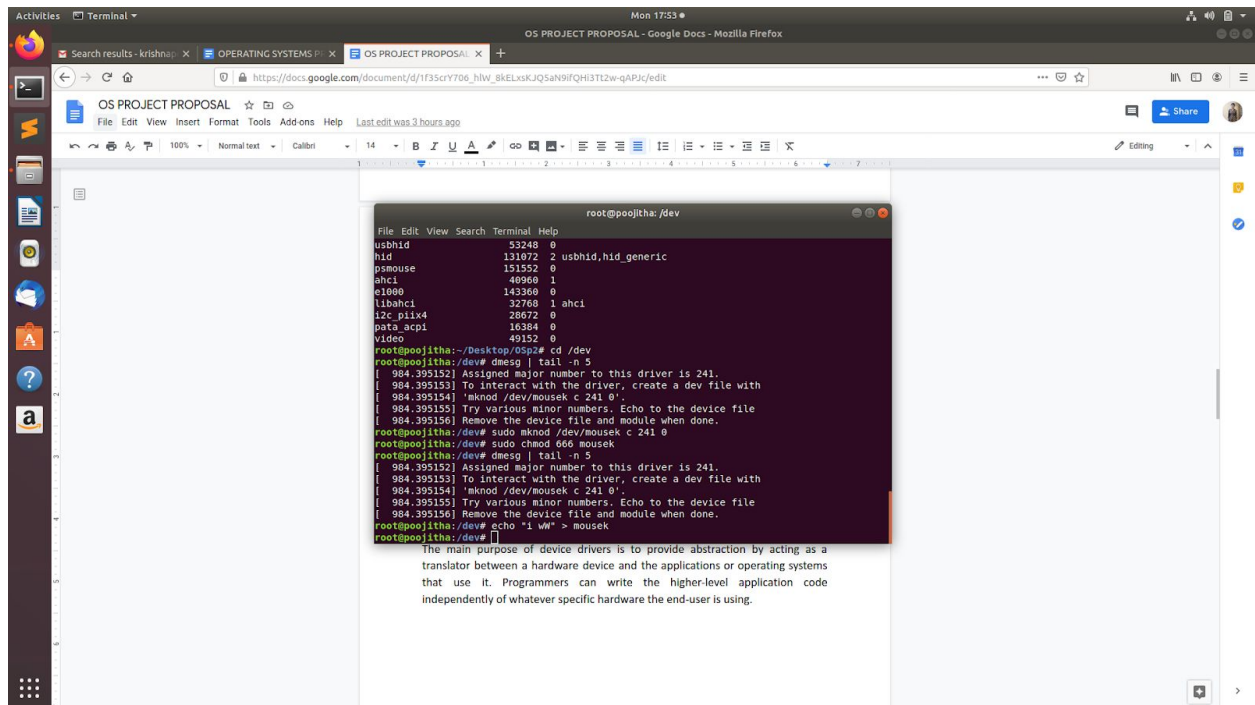 Activities Terminal Mon 17:53
OS PROJECT PROPOSAL - Google Docs - Mozilla Firefox
Search results - krishnap OPERATING SYSTEMS PR OS PROJECT PROPOSAL
https://docs.google.com/document/d/1f35crY706_hlV_8kELxsKJQSaN9ifQHi3Tt2w-qAPJc/edit
OS PROJECT PROPOSAL
File Edit View Insert Format Tools Add-ons Help Last edit was 3 hours ago
Share
100% Normal text Calibri 14 B I U A Editing
1 1 2 3 4 5 6 7
root@poojitha: /dev
File Edit View Search Terminal Help
usbhid 53248 0
hid 131072 2 usbhid,hid_generic
psmouse 151552 0
ahci 40960 1
e1000 143360 0
libahci 32768 1 ahci
i2c_piix4 28672 0
pata_acpi 16384 0
video 49152 0
root@poojitha:~/Desktop/OSp2# cd /dev
root@poojitha:/dev# dmesg | tail -n 5
[  984.395152] Assigned major number to this driver is 241.
[  984.395153] To interact with the driver, create a dev file with
[  984.395154] 'mknod /dev/mousek c 241 0'.
[  984.395155] Try various minor numbers. Echo to the device file
[  984.395156] Remove the device file and module when done.
root@poojitha:/dev# sudo mknod /dev/mousek c 241 0
root@poojitha:/dev# sudo chmod 666 mousek
root@poojitha:/dev# dmesg | tail -n 5
[  984.395152] Assigned major number to this driver is 241.
[  984.395153] To interact with the driver, create a dev file with
[  984.395154] 'mknod /dev/mousek c 241 0'.
[  984.395155] Try various minor numbers. Echo to the device file
[  984.395156] Remove the device file and module when done.
root@poojitha:/dev# echo "i wW" > mousek
root@poojitha:/dev#
The main purpose of device drivers is to provide abstraction by acting as a
translator between a hardware device and the applications or operating systems
that use it. Programmers can write the higher-level application code
independently of whatever specific hardware the end-user is using.